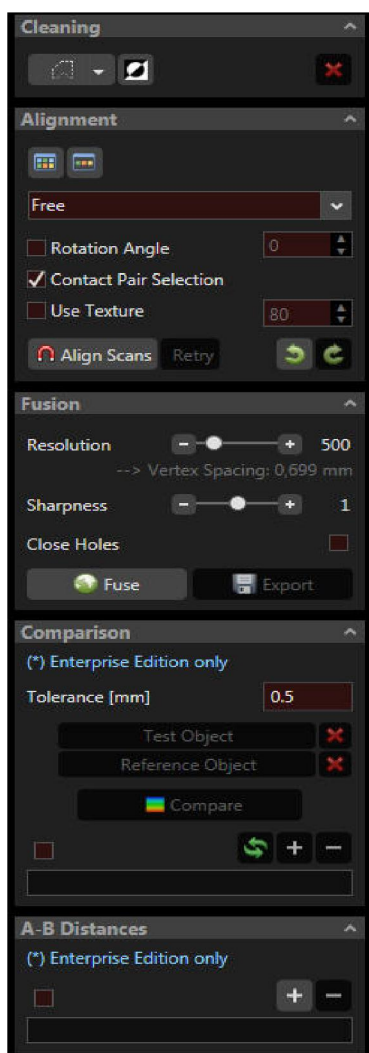 Cleaning
Alignment
Free
Rotation Angle 0
Contact Pair Selection
Use Texture 80
Align Scans Retry
Fusion
Resolution 500
--> Vertex Spacing: 0,699 mm
Sharpness 1
Close Holes
Fuse Export
Comparison
(*) Enterprise Edition only
Tolerance [mm] 0.5
Test Object
Reference Object
Compare
A-B Distances
(*) Enterprise Edition only